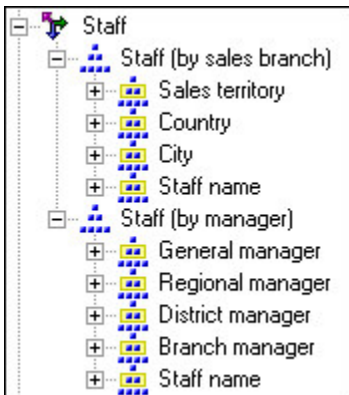 Staff
Staff (by sales branch)
Sales territory
Country
City
Staff name
Staff (by manager)
General manager
Regional manager
District manager
Branch manager
Staff name